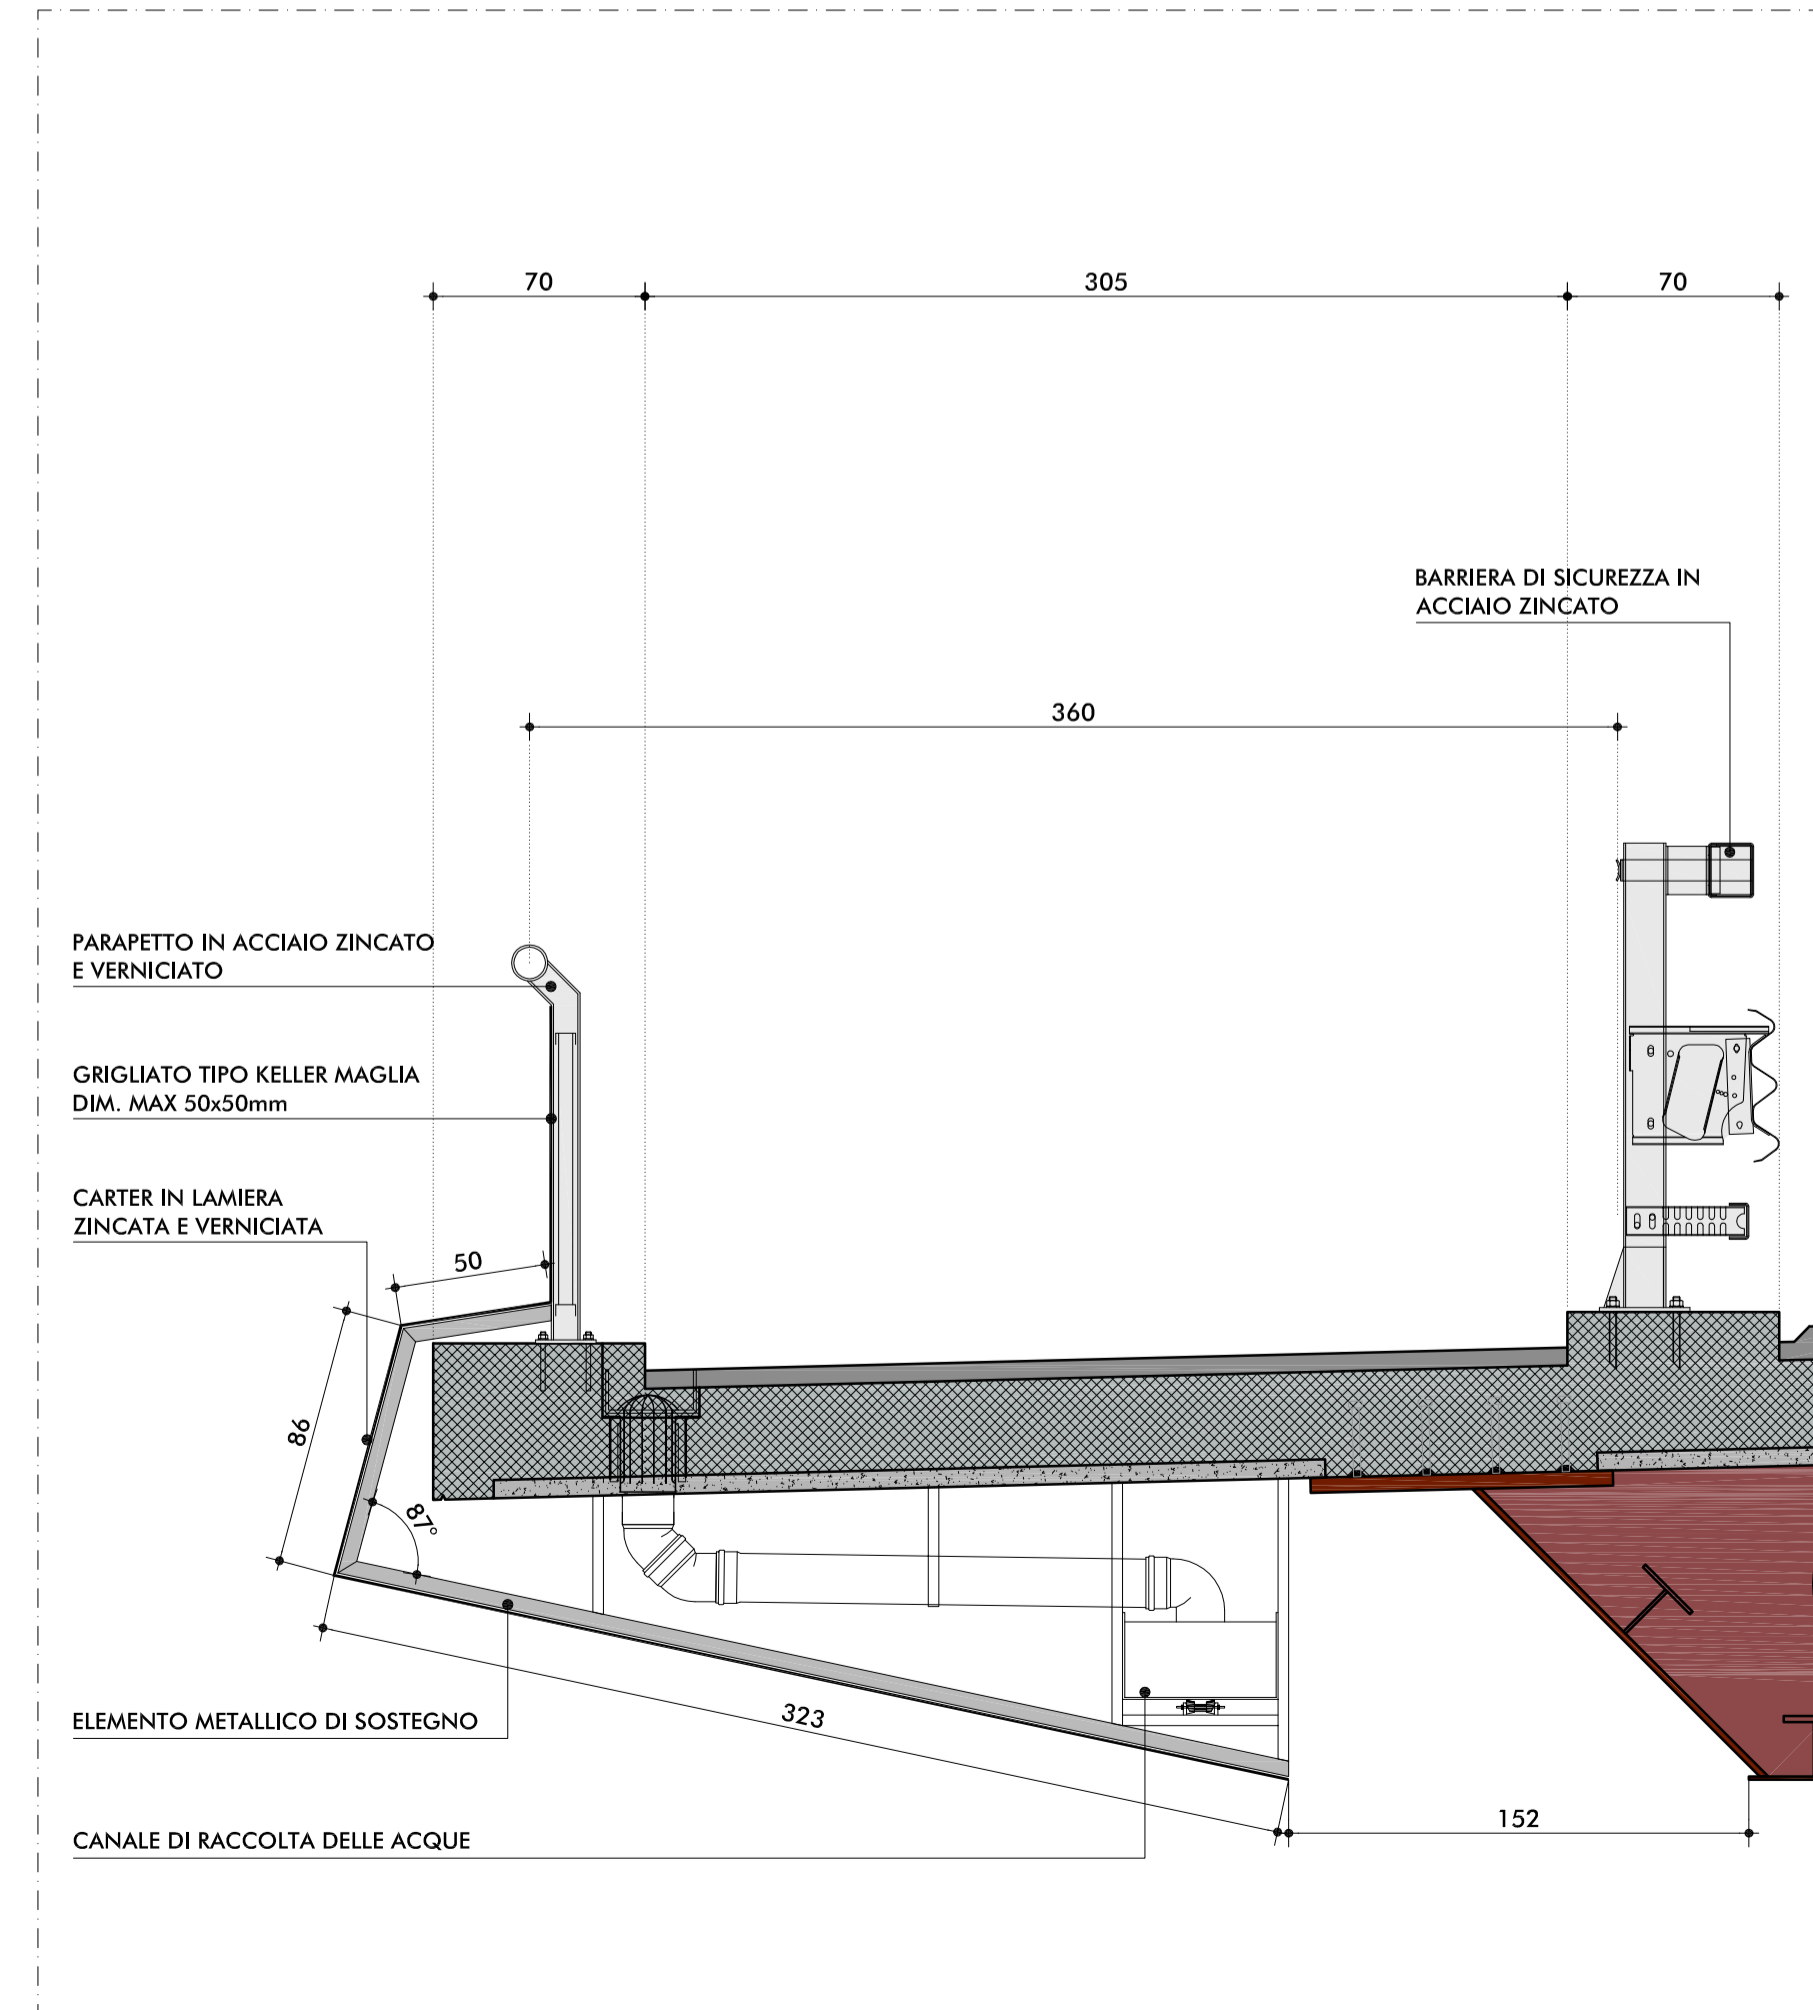 70
305
70
BARRIERA DI SICUREZZA IN
ACCIAIO ZINCATO
360
PARAPETTO IN ACCIAIO ZINCATO
E VERNICIATO
GRIGLIATO TIPO KELLER MAGLIA
DIM. MAX 50x50mm
CARTER IN LAMIERA
ZINCATA E VERNICIATA
50
86
87°
ELEMENTO METALLICO DI SOSTEGNO
323
152
CANALE DI RACCOLTA DELLE ACQUE